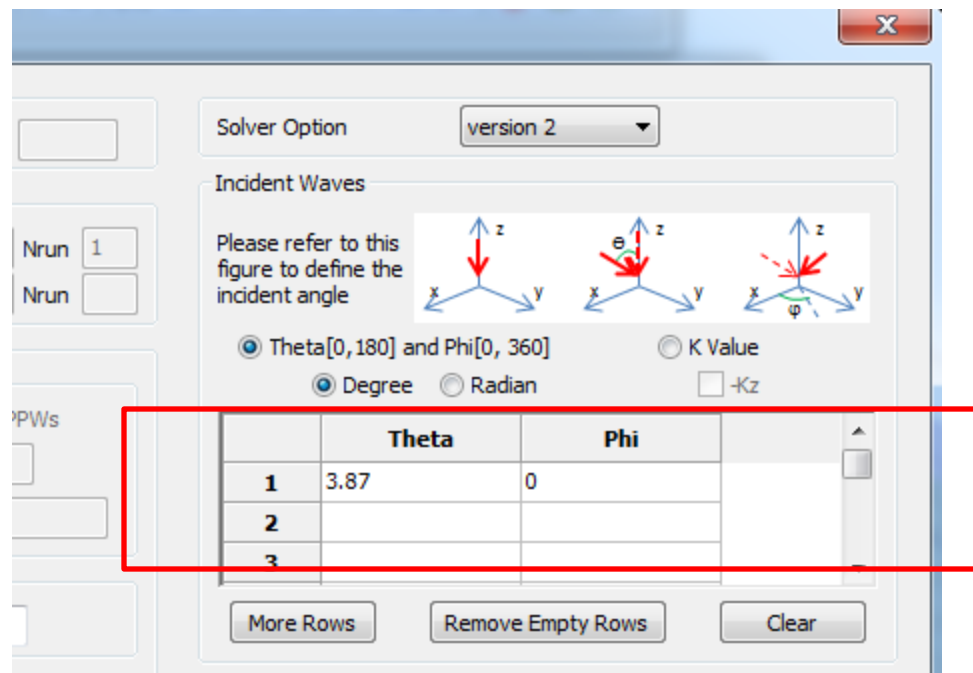 x
Solver Option version 2
Incident Waves
Please refer to this
figure to define the
incident angle
z x y
θ z x y
z x y φ
Nrun 1
Nrun
Theta[0,180] and Phi[0, 360] K Value
Degree Radian -Kz
PPWs
Theta Phi
1 3.87 0
2
3
More Rows Remove Empty Rows Clear